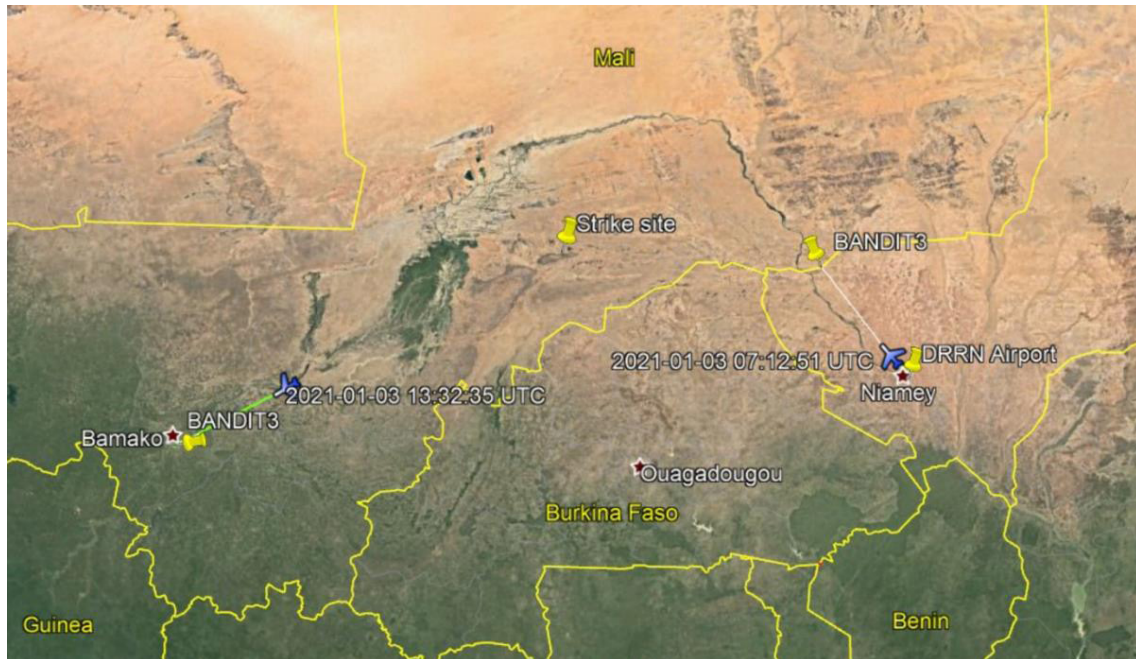 Mali
Strike site
BANDIT3
2021-01-03 07:12:51 UTC
DRRN Airport
Niamey
2021-01-03 13:32:35 UTC
BANDIT3
Bamako
Ouagadougou
Burkina Faso
Guinea
Benin